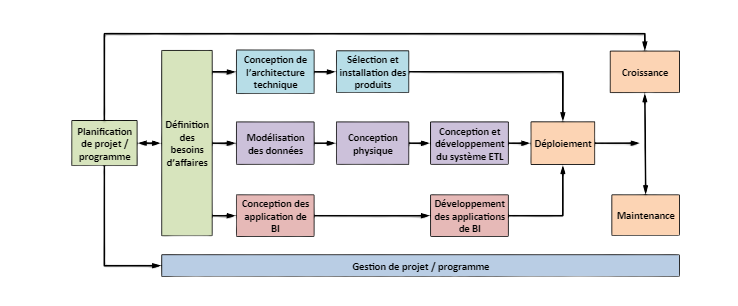 Planification
de projet /
programme
Définition
des
besoins
d'affaires
Conception de
l'architecture
technique
Sélection et
installation des
produits
Modélisation
des données
Conception
physique
Conception et
développement
du système ETL
Conception des
application de
BI
Développement
des applications
de BI
Déploiement
Croissance
Maintenance
Gestion de projet / programme